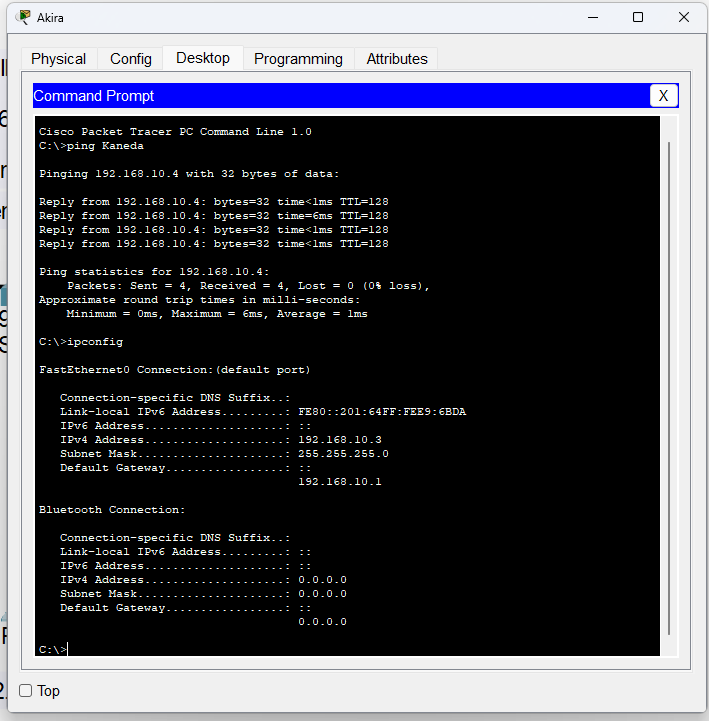 Akira
Physical Config Desktop Programming Attributes
Command Prompt X
Cisco Packet Tracer PC Command Line 1.0
C:\>ping Kaneda
Pinging 192.168.10.4 with 32 bytes of data:
Reply from 192.168.10.4: bytes=32 time<1ms TTL=128
Reply from 192.168.10.4: bytes=32 time=6ms TTL=128
Reply from 192.168.10.4: bytes=32 time<1ms TTL=128
Reply from 192.168.10.4: bytes=32 time<1ms TTL=128
Ping statistics for 192.168.10.4:
Packets: Sent = 4, Received = 4, Lost = 0 (0% loss),
Approximate round trip times in milli-seconds:
Minimum = 0ms, Maximum = 6ms, Average = 1ms
C:\>ipconfig
FastEthernet0 Connection:(default port)
Connection-specific DNS Suffix..:
Link-local IPv6 Address.........: FE80::201:64FF:FEE9:6BDA
IPv6 Address....................: ::
IPv4 Address....................: 192.168.10.3
Subnet Mask.....................: 255.255.255.0
Default Gateway.................: ::
192.168.10.1
Bluetooth Connection:
Connection-specific DNS Suffix..:
Link-local IPv6 Address.........: ::
IPv6 Address....................: ::
IPv4 Address....................: 0.0.0.0
Subnet Mask.....................: 0.0.0.0
Default Gateway.................: ::
0.0.0.0
C:\>
Top